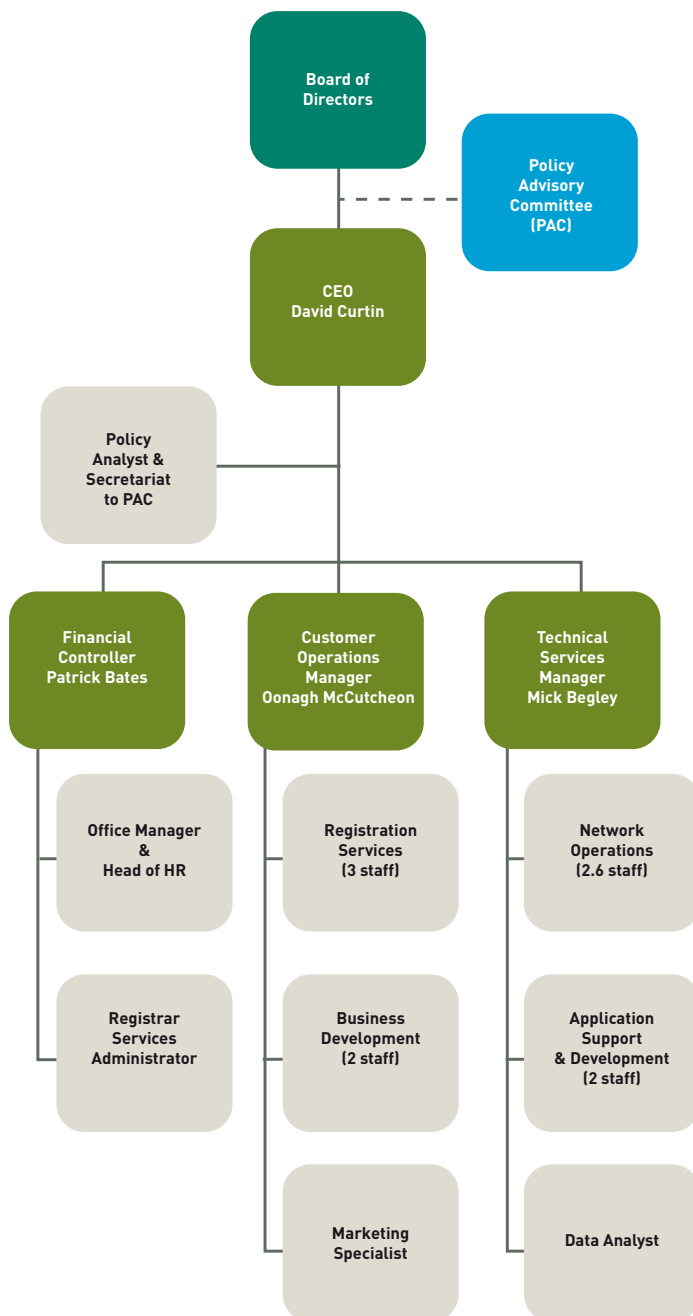 Board of
Directors
Policy
Advisory
Committee
(PAC)
CEO
David Curtin
Policy
Analyst &
Secretariat
to PAC
Financial
Controller
Patrick Bates
Customer
Operations
Manager
Oonagh McCutcheon
Technical
Services
Manager
Mick Begley
Office Manager
&
Head of HR
Registration
Services
(3 staff)
Network
Operations
(2.6 staff)
Registrar
Services
Administrator
Business
Development
(2 staff)
Application
Support
& Development
(2 staff)
Marketing
Specialist
Data Analyst